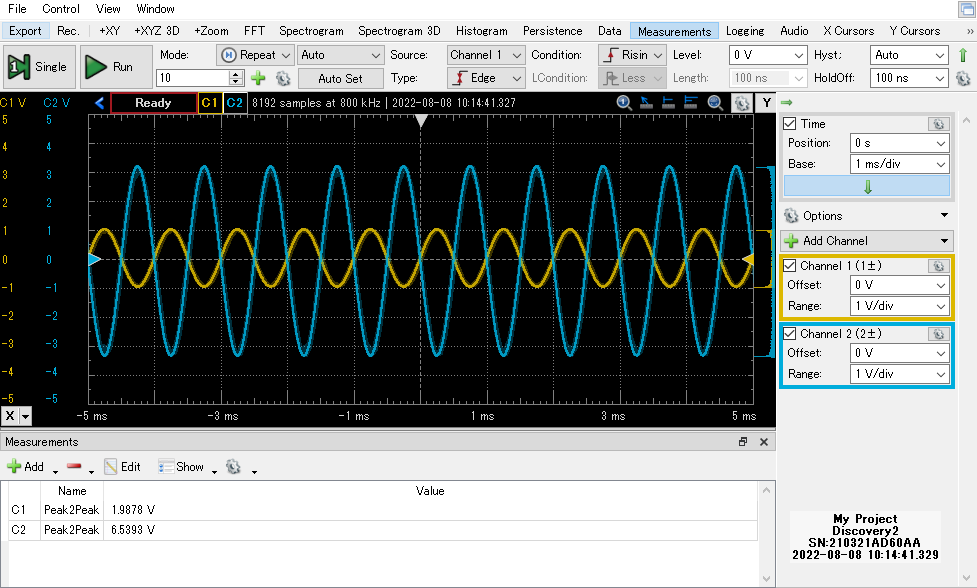 File Control View Window
Export Rec. +XY +XYZ 3D +Zoom FFT Spectrogram Spectrogram 3D Histogram Persistence Data Measurements Logging Audio X Cursors Y Cursors »
Single Run Mode: Repeat Auto Source: Channel 1 Condition: Risin Level: 0 V Hyst: Auto
10 Auto Set Type: Edge LCondition: Less Length: 100 ns HoldOff: 100 ns
C1 V C2 V Ready C1 C2 8192 samples at 800 kHz | 2022-08-08 10:14:41.327 Y
5 5
4 4
3 3
2 2
1 1
0 0
-1 -1
-2 -2
-3 -3
-4 -4
-5 -5
X -5 ms -3 ms -1 ms 1 ms 3 ms 5 ms
Time
Position: 0 s
Base: 1 ms/div
Options
Add Channel
Channel 1 (1±)
Offset: 0 V
Range: 1 V/div
Channel 2 (2±)
Offset: 0 V
Range: 1 V/div
Measurements
Add Edit Show
Name Value
C1 Peak2Peak 1.9878 V
C2 Peak2Peak 6.5393 V
My Project
Discovery2
SN:210321AD60AA
2022-08-08 10:14:41.329